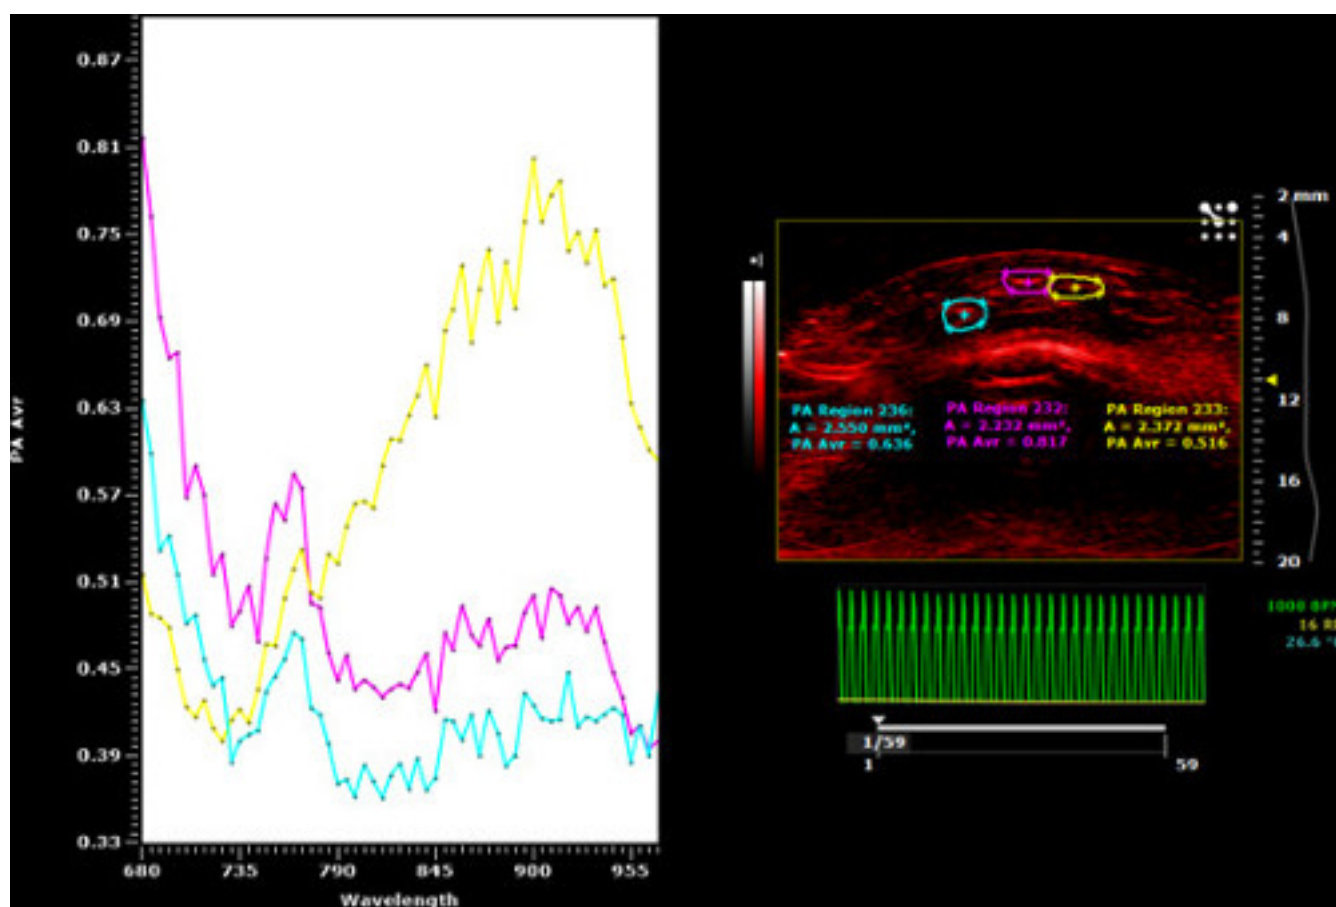 0.87
0.81
0.75
0.69
0.63
0.57
0.51
0.45
0.39
0.33
PA Avr
680 735 790 845 900 955
Wavelength
2 mm
4
8
12
16
20
PA Region 236:
A = 2.550 mm²,
PA Avr = 0.636
PA Region 232:
A = 2.232 mm²,
PA Avr = 0.817
PA Region 233:
A = 2.372 mm²,
PA Avr = 0.516
16
26.6
1/59
1 59